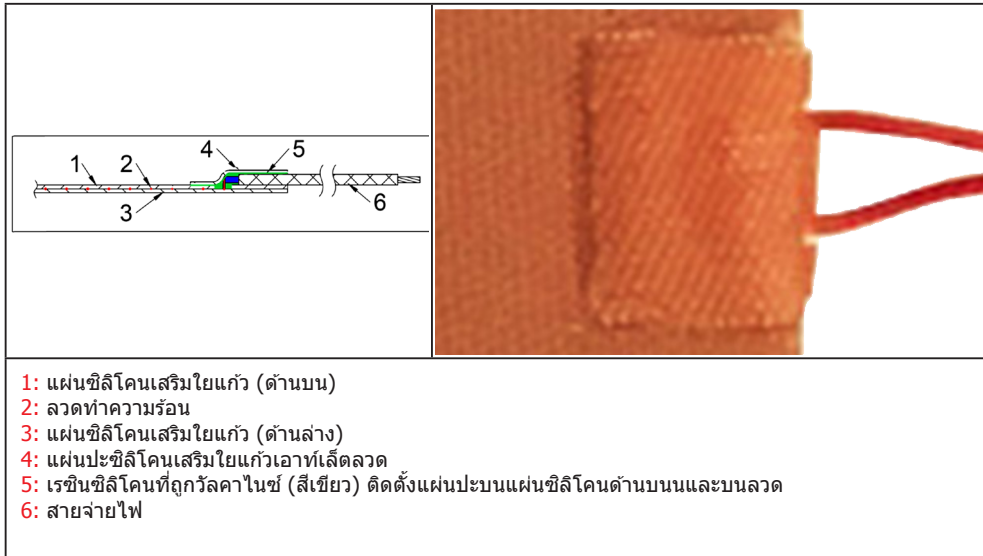 1 2 4 5
3 6
1: แผ่นซิลิโคนเสริมใยแก้ว (ด้านบน)
2: ลวดทำความร้อน
3: แผ่นซิลิโคนเสริมใยแก้ว (ด้านล่าง)
4: แผ่นปะซิลิโคนเสริมใยแก้วเอาท์เล็ตลวด
5: เรซินซิลิโคนที่ถูกวัลคาไนซ์ (สีเขียว) ติดตั้งแผ่นปะบนแผ่นซิลิโคนด้านบนนและบนลวด
6: สายจ่ายไฟ